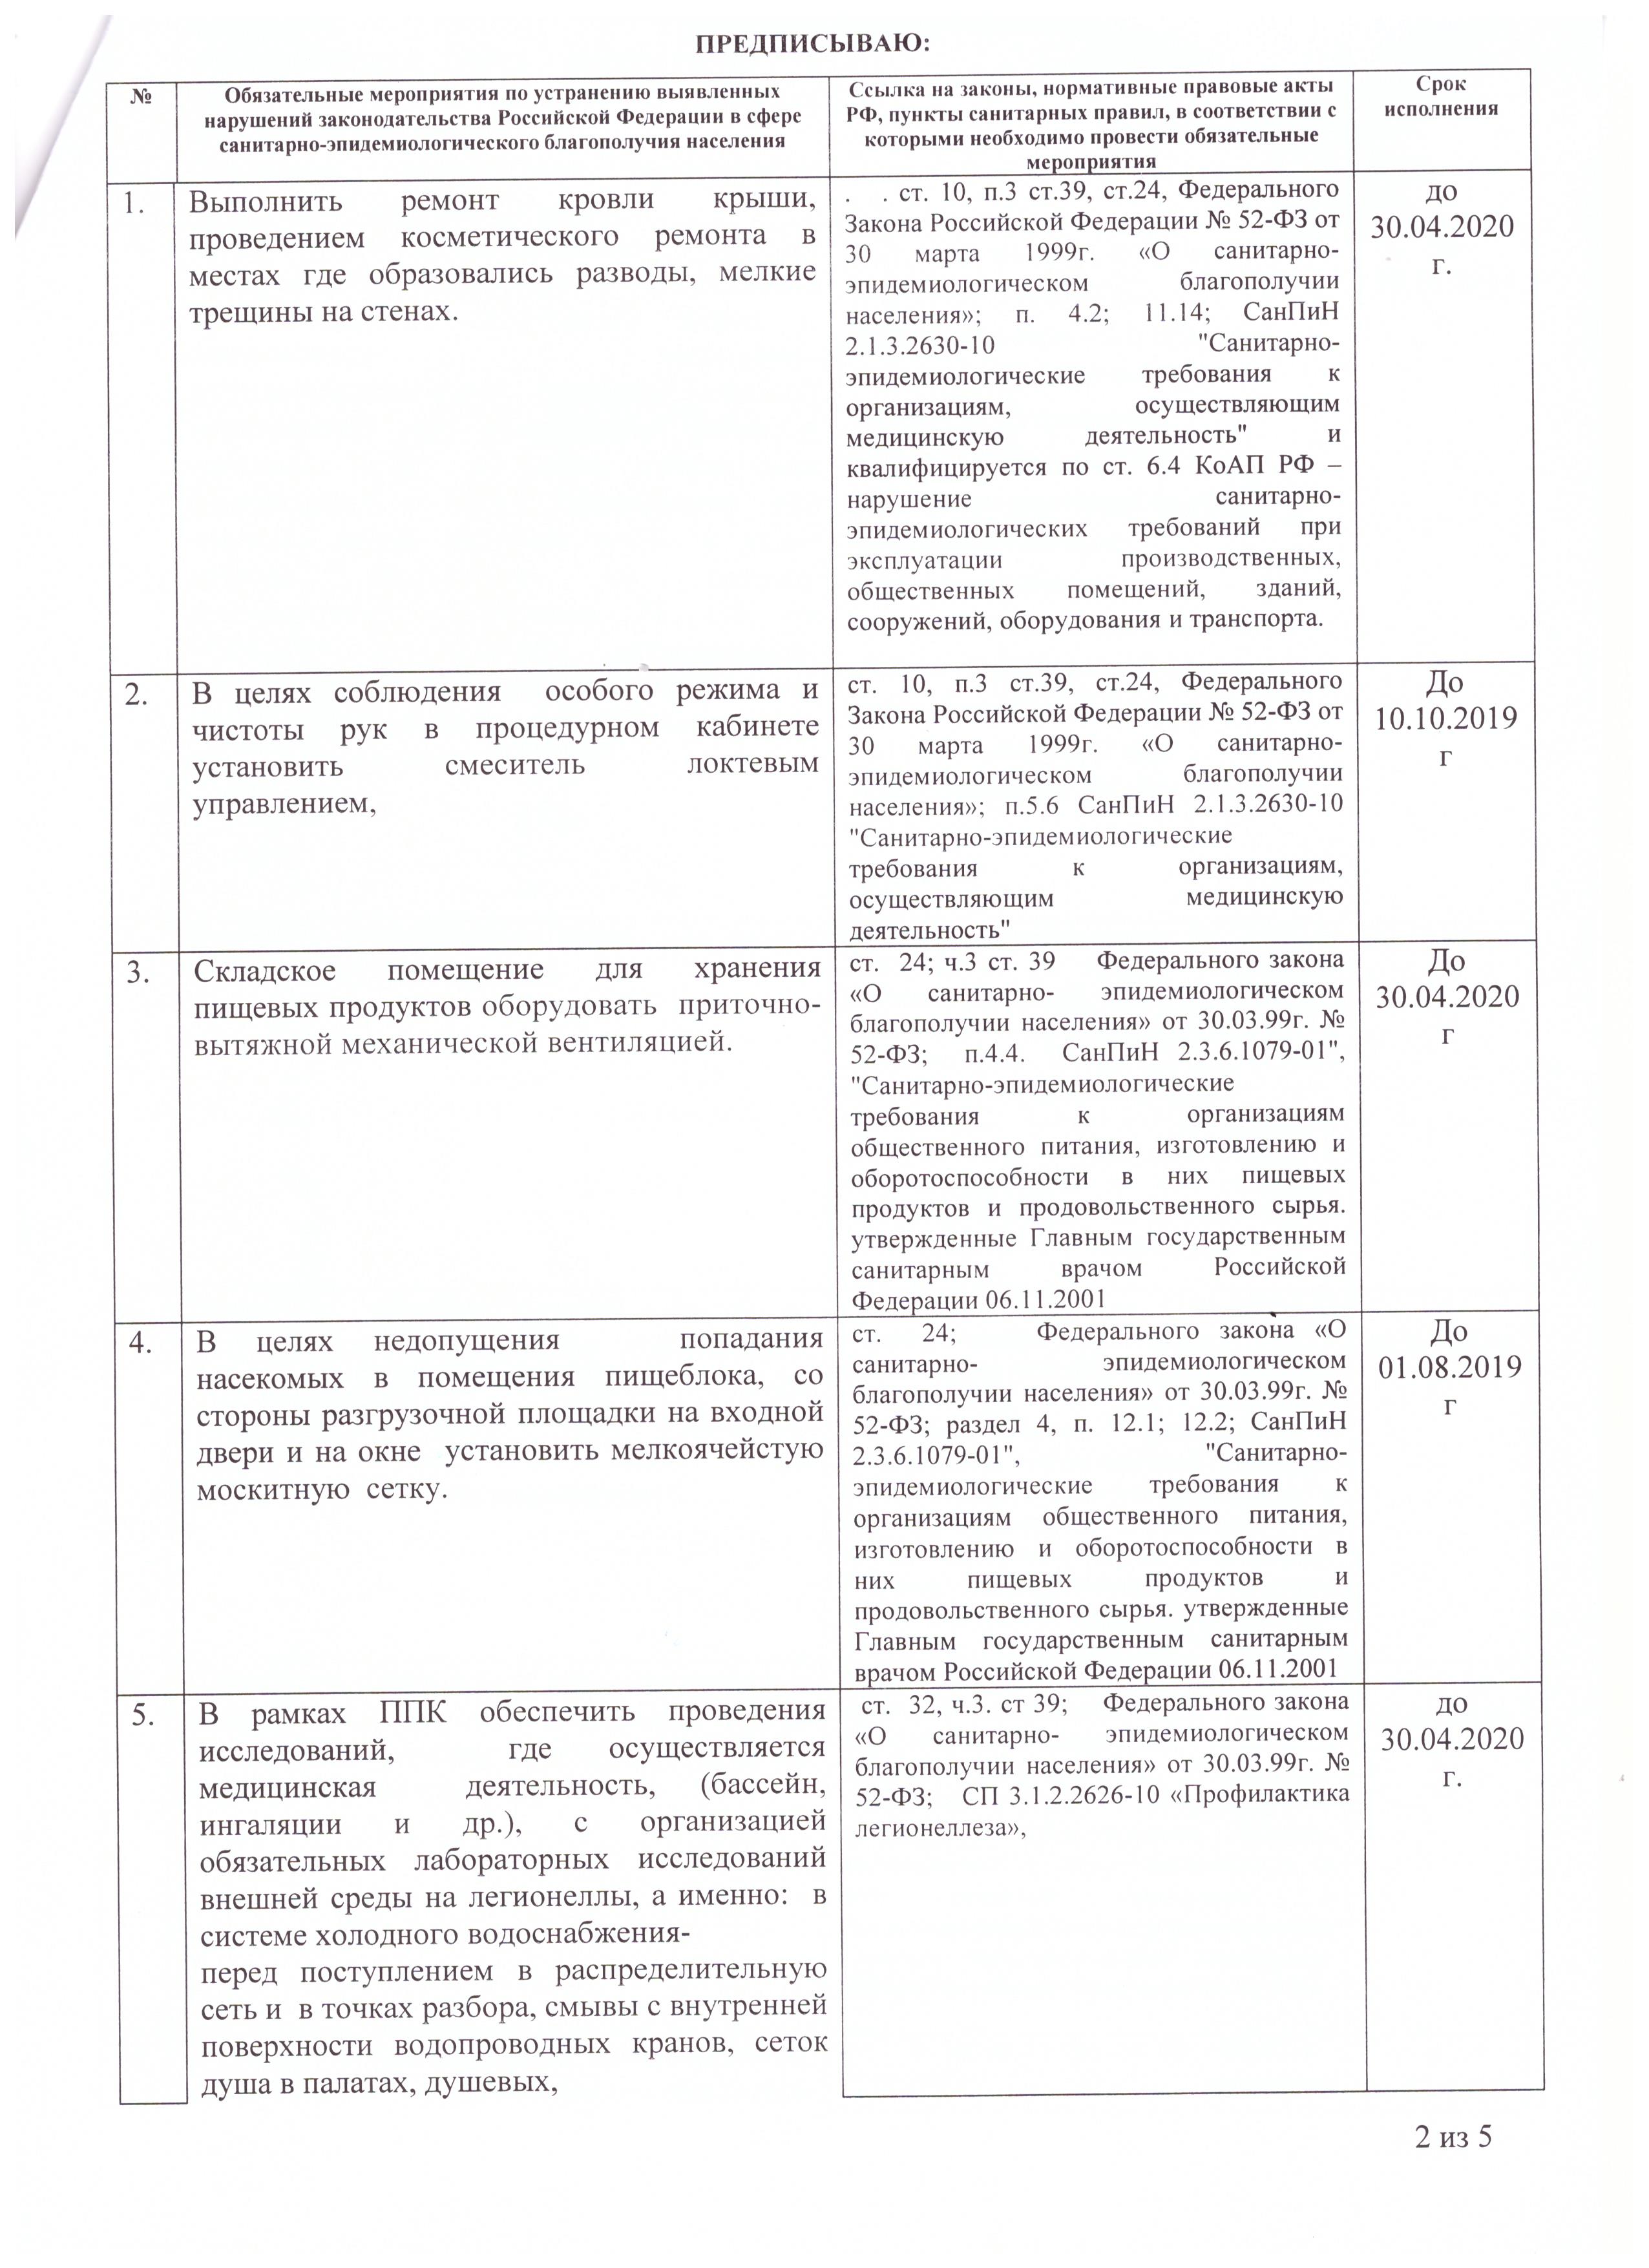 ПРЕДПИСЫВАЮ:
№
Обязательные мероприятия по устранению выявленных
нарушений законодательства Российской Федерации в сфере
санитарно-эпидемиологического благополучия населения
Ссылка на законы, нормативные правовые акты
РФ, пункты санитарных правил, в соответствии с
которыми необходимо провести обязательные
мероприятия
Срок
исполнения
1.
Выполнить ремонт кровли крыши,
проведением косметического ремонта в
местах где образовались разводы, мелкие
трещины на стенах.
. . ст. 10, п.3 ст.39, ст.24, Федерального
Закона Российской Федерации № 52-ФЗ от
30 марта 1999г. «О санитарно-
эпидемиологическом благополучии
населения»; п. 4.2; 11.14; СанПиН
2.1.3.2630-10 "Санитарно-
эпидемиологические требования к
организациям, осуществляющим
медицинскую деятельность" и
квалифицируется по ст. 6.4 КоАП РФ –
нарушение санитарно-
эпидемиологических требований при
эксплуатации производственных,
общественных помещений, зданий,
сооружений, оборудования и транспорта.
до
30.04.2020
г.
2.
В целях соблюдения особого режима и
чистоты рук в процедурном кабинете
установить смеситель локтевым
управлением,
ст. 10, п.3 ст.39, ст.24, Федерального
Закона Российской Федерации № 52-ФЗ от
30 марта 1999г. «О санитарно-
эпидемиологическом благополучии
населения»; п.5.6 СанПиН 2.1.3.2630-10
"Санитарно-эпидемиологические
требования к организациям,
осуществляющим медицинскую
деятельность"
До
10.10.2019
г
3.
Складское помещение для хранения
пищевых продуктов оборудовать приточно-
вытяжной механической вентиляцией.
ст. 24; ч.3 ст. 39 Федерального закона
«О санитарно- эпидемиологическом
благополучии населения» от 30.03.99г. №
52-ФЗ; п.4.4. СанПиН 2.3.6.1079-01",
"Санитарно-эпидемиологические
требования к организациям
общественного питания, изготовлению и
оборотоспособности в них пищевых
продуктов и продовольственного сырья.
утвержденные Главным государственным
санитарным врачом Российской
Федерации 06.11.2001
До
30.04.2020
г
4.
В целях недопущения попадания
насекомых в помещения пищеблока, со
стороны разгрузочной площадки на входной
двери и на окне установить мелкоячейстую
москитную сетку.
ст. 24; Федерального закона «О
санитарно- эпидемиологическом
благополучии населения» от 30.03.99г. №
52-ФЗ; раздел 4, п. 12.1; 12.2; СанПиН
2.3.6.1079-01", "Санитарно-
эпидемиологические требования к
организациям общественного питания,
изготовлению и оборотоспособности в
них пищевых продуктов и
продовольственного сырья. утвержденные
Главным государственным санитарным
врачом Российской Федерации 06.11.2001
До
01.08.2019
г
5.
В рамках ППК обеспечить проведения
исследований, где осуществляется
медицинская деятельность, (бассейн,
ингаляции и др.), с организацией
обязательных лабораторных исследований
внешней среды на легионеллы, а именно: в
системе холодного водоснабжения-
перед поступлением в распределительную
сеть и в точках разбора, смывы с внутренней
поверхности водопроводных кранов, сеток
душа в палатах, душевых,
ст. 32, ч.3. ст 39; Федерального закона
«О санитарно- эпидемиологическом
благополучии населения» от 30.03.99г. №
52-ФЗ; СП 3.1.2.2626-10 «Профилактика
легионеллеза»,
до
30.04.2020
г.
2 из 5